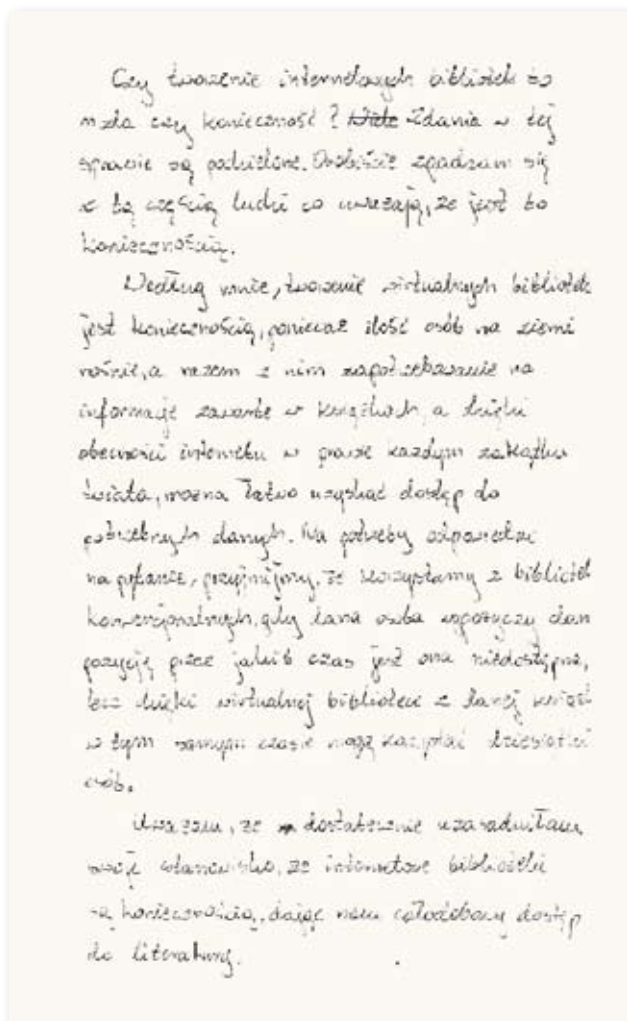 Czy tworzenie internetowych bibliotek to
moda czy konieczność? Zdania w tej
sprawie są podzielone. Osobiście zgadzam się
z tą częścią ludzi co uważają, że jest to
koniecznością.
Według mnie, tworzenie wirtualnych bibliotek
jest koniecznością, ponieważ ilość osób na ziemi
rośnie, a razem z nim zapotrzebowanie na
informacje zawarte w książkach, a dzięki
obecności internetu w prawie każdym zakątku
świata, można łatwo uzyskać dostęp do
potrzebnych danych. Na potrzeby odpowiedzi
na pytanie, przyjmijmy, że korzystamy z bibliotek
konwencjonalnych, gdy dana osoba wypożyczy dan
pozycję przez jakiś czas jest ona niedostępna,
lecz dzięki wirtualnej bibliotece z danej książk
w tym samym czasie mogą korzystać dziesiątki
osób.
Uważam, że dostatecznie uzasadniłam
swoje stanowisko, że internetowe biblioteki
są koniecznością, dając nam całodobowy dostęp
do literatury.